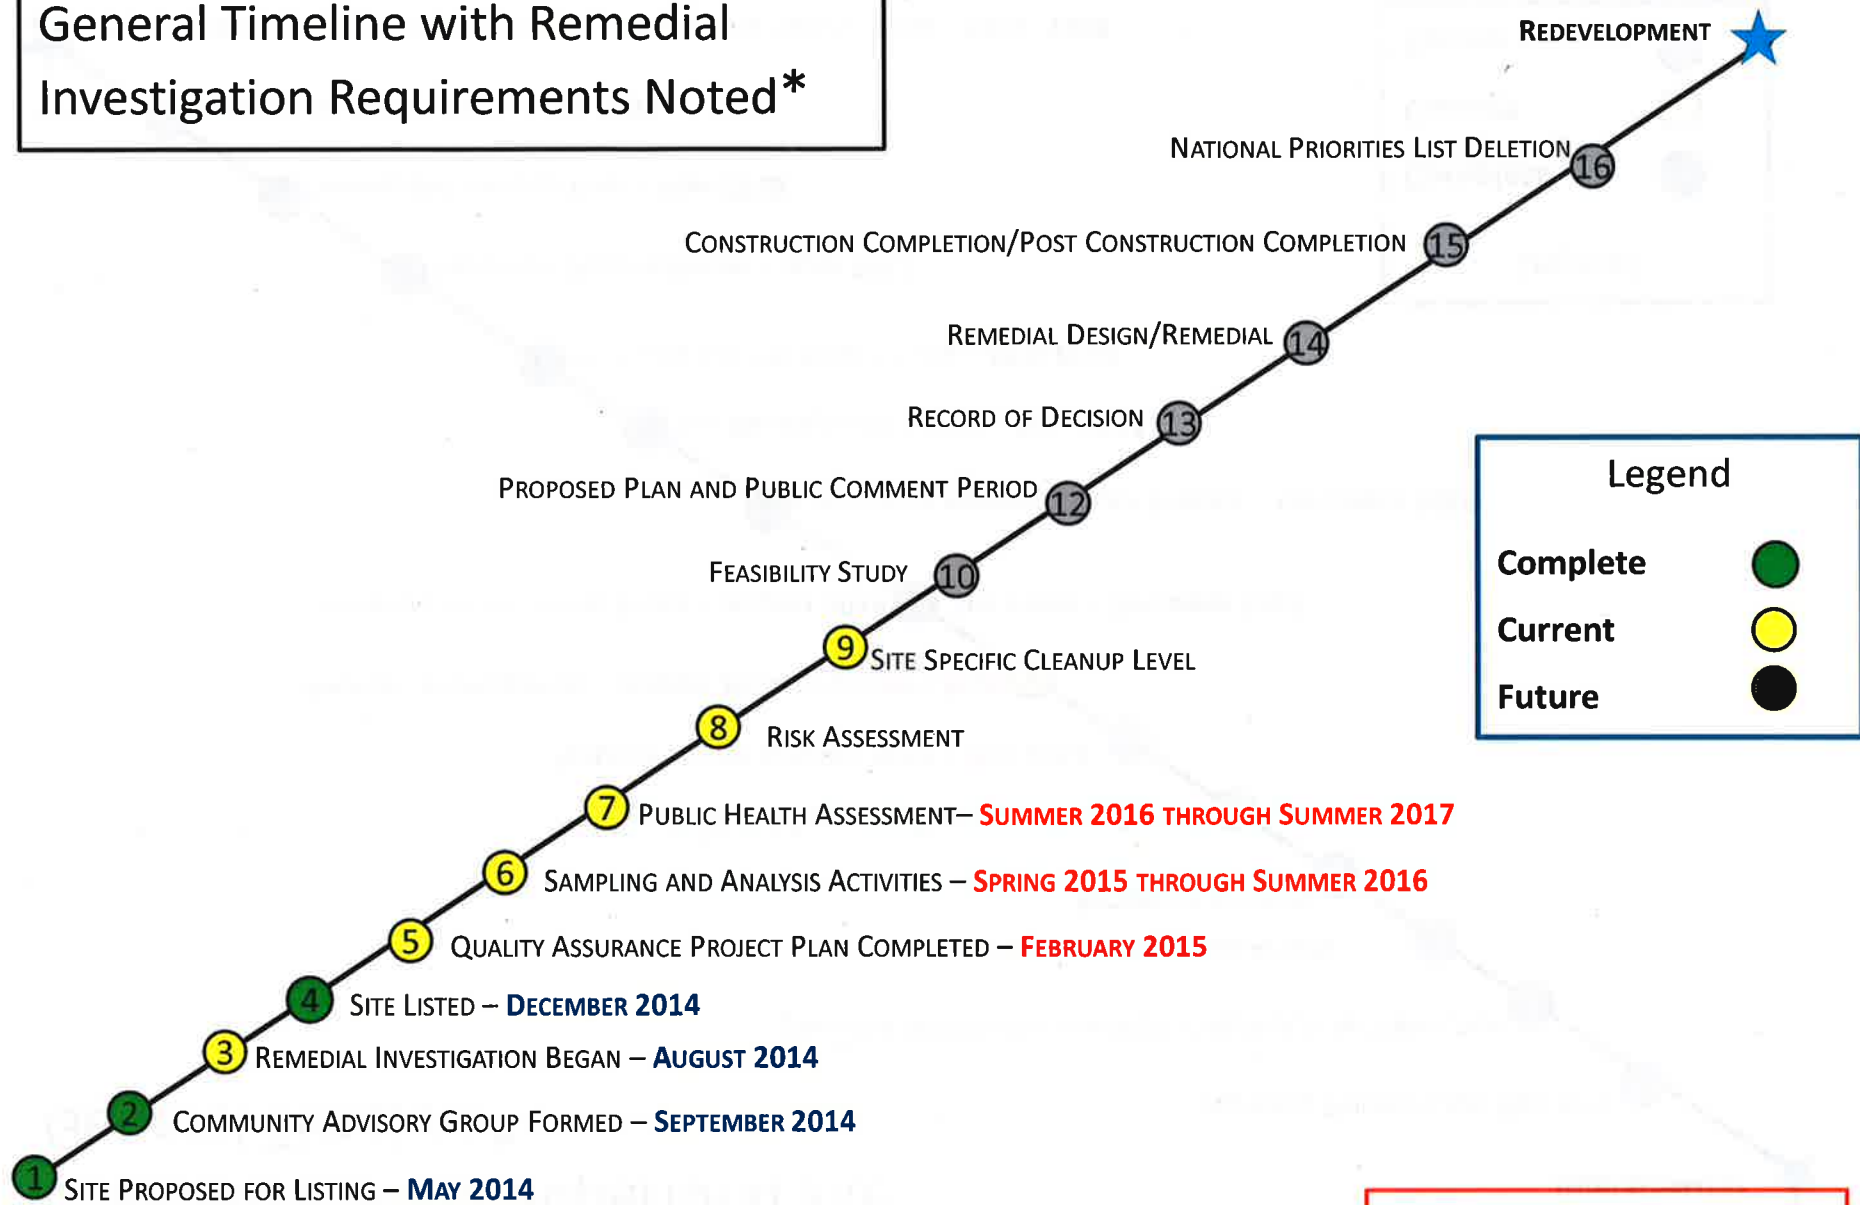 General Timeline with Remedial
Investigation Requirements Noted*
REDEVELOPMENT
NATIONAL PRIORITIES LIST DELETION
16
CONSTRUCTION COMPLETION/POST CONSTRUCTION COMPLETION
15
REMEDIAL DESIGN/REMEDIAL
14
RECORD OF DECISION
13
PROPOSED PLAN AND PUBLIC COMMENT PERIOD
12
FEASIBILITY STUDY
10
9
SITE SPECIFIC CLEANUP LEVEL
8
RISK ASSESSMENT
7
PUBLIC HEALTH ASSESSMENT– SUMMER 2016 THROUGH SUMMER 2017
6
SAMPLING AND ANALYSIS ACTIVITIES – SPRING 2015 THROUGH SUMMER 2016
5
QUALITY ASSURANCE PROJECT PLAN COMPLETED – FEBRUARY 2015
4
SITE LISTED – DECEMBER 2014
3
REMEDIAL INVESTIGATION BEGAN – AUGUST 2014
2
COMMUNITY ADVISORY GROUP FORMED – SEPTEMBER 2014
1
SITE PROPOSED FOR LISTING – MAY 2014
Legend
Complete
Current
Future